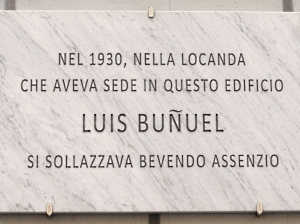 NEL 1930, NELLA LOCANDA
CHE AVEVA SEDE IN QUESTO EDIFICIO
LUIS BUÑUEL
SI SOLLAZZAVA BEVENDO ASSENZIO